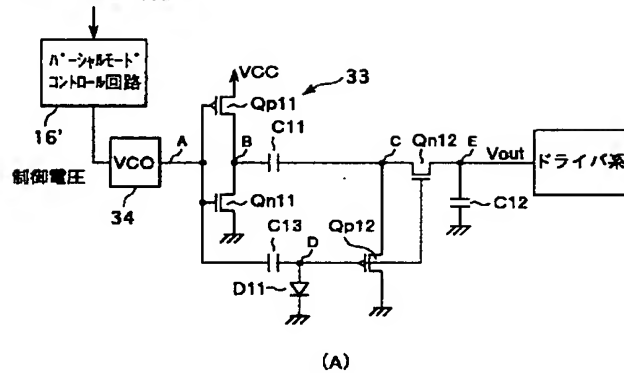 パーシャルモード
コントロール回路
16'
制御電圧
VCO
34
A
VCC
33
Qp11
B
C11
Qn11
C13
D
D11
Qp12
C
Qn12
E
Vout
C12
ドライバ系
(A)